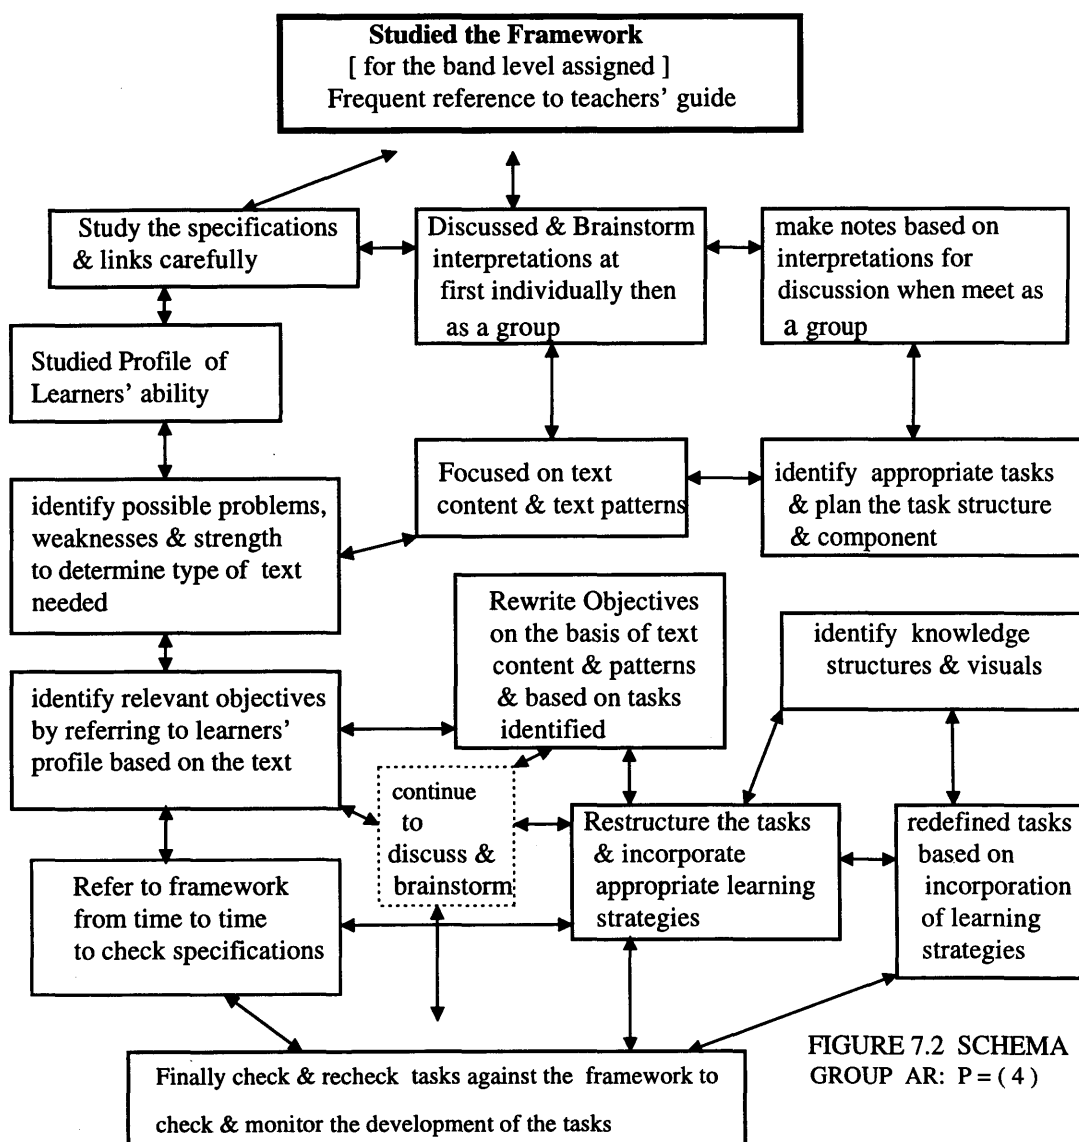 Studied the Framework
[ for the band level assigned ]
Frequent reference to teachers' guide
Study the specifications
& links carefully
Discussed & Brainstorm
interpretations at
first individually then
as a group
make notes based on
interpretations for
discussion when meet as
a group
Studied Profile of
Learners' ability
identify possible problems,
weaknesses & strength
to determine type of text
needed
Focused on text
content & text patterns
identify appropriate tasks
& plan the task structure
& component
Rewrite Objectives
on the basis of text
content & patterns
& based on tasks
identified
identify knowledge
structures & visuals
identify relevant objectives
by referring to learners'
profile based on the text
continue
to
discuss &
brainstorm
Restructure the tasks
& incorporate
appropriate learning
strategies
redefined tasks
based on
incorporation
of learning
strategies
Refer to framework
from time to time
to check specifications
Finally check & recheck tasks against the framework to
check & monitor the development of the tasks
FIGURE 7.2 SCHEMA
GROUP AR: P = ( 4 )